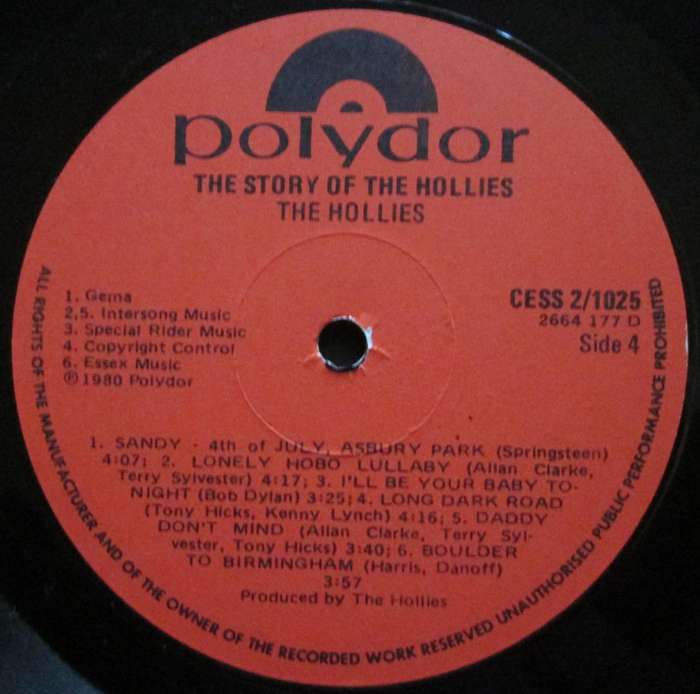 polydor
THE STORY OF THE HOLLIES
THE HOLLIES
1. Gema
2,5. Intersong Music
3. Special Rider Music
4. Copyright Control
6. Essex Music
℗1980 Polydor
CESS 2/1025
2664 177 D
Side 4
1. SANDY - 4th of JULY, ASBURY PARK (Springsteen)
4:07; 2. LONELY HOBO LULLABY (Allan Clarke,
Terry Sylvester) 4:17; 3. I'LL BE YOUR BABY TO-
NIGHT (Bob Dylan) 3:25; 4. LONG DARK ROAD
(Tony Hicks, Kenny Lynch) 4:16; 5. DADDY
DON'T MIND (Allan Clarke, Terry Syl-
vester, Tony Hicks) 3:40; 6. BOULDER
TO BIRMINGHAM (Harris, Danoff)
3:57
Produced by The Hollies
ALL RIGHTS OF THE MANUFACTURER AND OF THE OWNER OF THE RECORDED WORK RESERVED UNAUTHORISED PUBLIC PERFORMANCE PROHIBITED